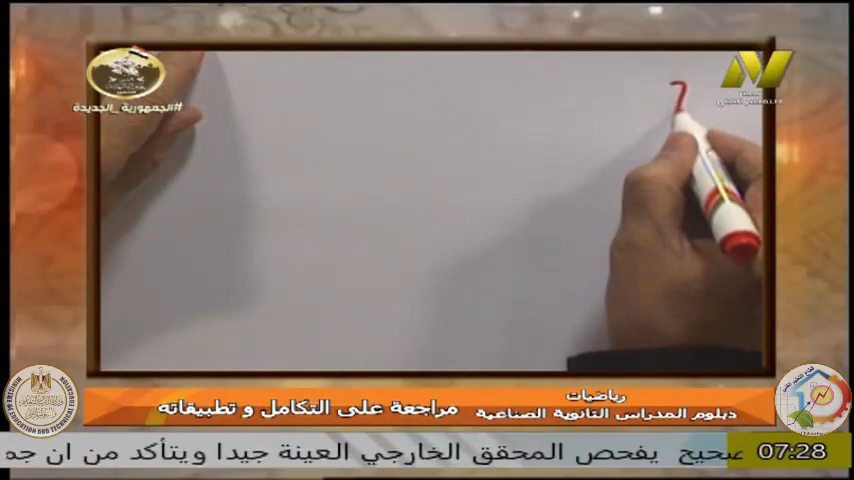 #الجمهورية_الجديدة
رياضيات
دبلوم المدارس الثانوية الصناعية
مراجعة على التكامل و تطبيقاته
صحيح يفحص المحقق الخارجي العينة جيدا ويتأكد من ان جم
07:28